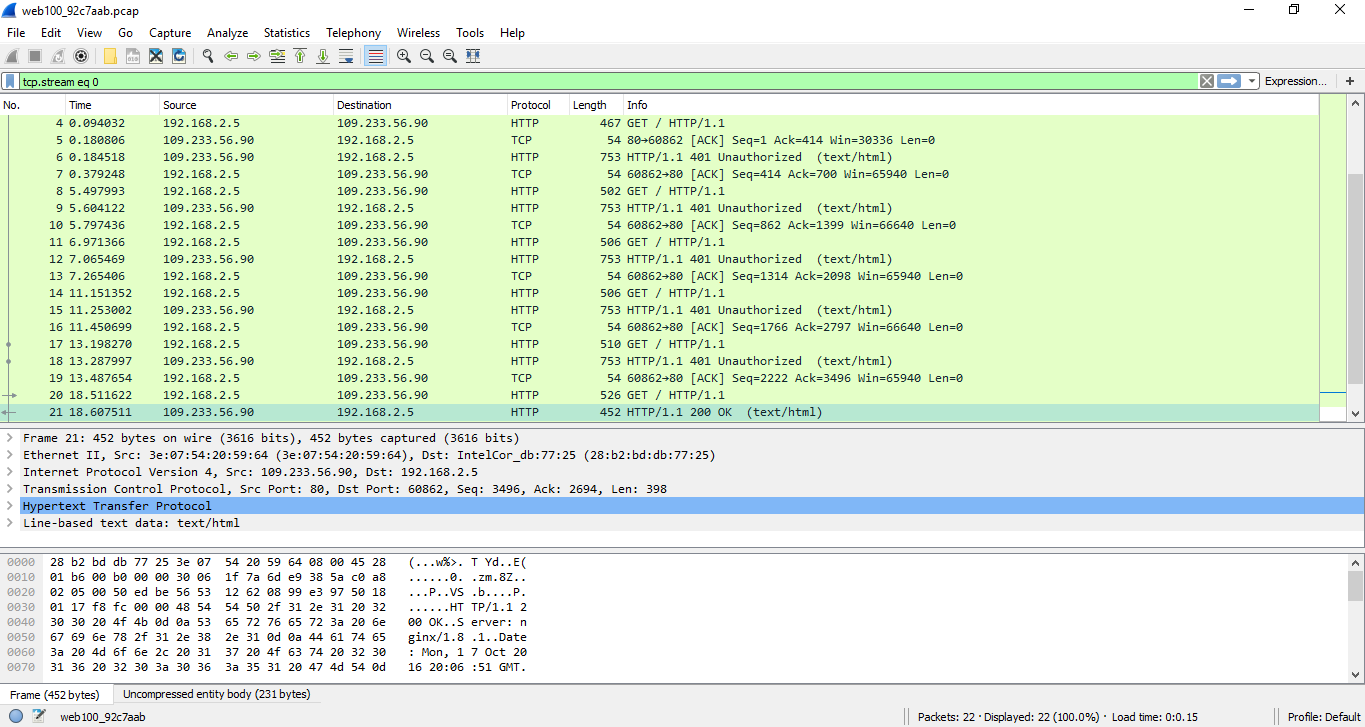 web100_92c7aab.pcap
File Edit View Go Capture Analyze Statistics Telephony Wireless Tools Help
tcp.stream eq 0 Expression... +
No. Time Source Destination Protocol Length Info
4 0.094032 192.168.2.5 109.233.56.90 HTTP 467 GET / HTTP/1.1
5 0.180806 109.233.56.90 192.168.2.5 TCP 54 80→60862 [ACK] Seq=1 Ack=414 Win=30336 Len=0
6 0.184518 109.233.56.90 192.168.2.5 HTTP 753 HTTP/1.1 401 Unauthorized (text/html)
7 0.379248 192.168.2.5 109.233.56.90 TCP 54 60862→80 [ACK] Seq=414 Ack=700 Win=65940 Len=0
8 5.497993 192.168.2.5 109.233.56.90 HTTP 502 GET / HTTP/1.1
9 5.604122 109.233.56.90 192.168.2.5 HTTP 753 HTTP/1.1 401 Unauthorized (text/html)
10 5.797436 192.168.2.5 109.233.56.90 TCP 54 60862→80 [ACK] Seq=862 Ack=1399 Win=66640 Len=0
11 6.971366 192.168.2.5 109.233.56.90 HTTP 506 GET / HTTP/1.1
12 7.065469 109.233.56.90 192.168.2.5 HTTP 753 HTTP/1.1 401 Unauthorized (text/html)
13 7.265406 192.168.2.5 109.233.56.90 TCP 54 60862→80 [ACK] Seq=1314 Ack=2098 Win=65940 Len=0
14 11.151352 192.168.2.5 109.233.56.90 HTTP 506 GET / HTTP/1.1
15 11.253002 109.233.56.90 192.168.2.5 HTTP 753 HTTP/1.1 401 Unauthorized (text/html)
16 11.450699 192.168.2.5 109.233.56.90 TCP 54 60862→80 [ACK] Seq=1766 Ack=2797 Win=66640 Len=0
17 13.198270 192.168.2.5 109.233.56.90 HTTP 510 GET / HTTP/1.1
18 13.287997 109.233.56.90 192.168.2.5 HTTP 753 HTTP/1.1 401 Unauthorized (text/html)
19 13.487654 192.168.2.5 109.233.56.90 TCP 54 60862→80 [ACK] Seq=2222 Ack=3496 Win=65940 Len=0
20 18.511622 192.168.2.5 109.233.56.90 HTTP 526 GET / HTTP/1.1
21 18.607511 109.233.56.90 192.168.2.5 HTTP 452 HTTP/1.1 200 OK (text/html)
Frame 21: 452 bytes on wire (3616 bits), 452 bytes captured (3616 bits)
Ethernet II, Src: 3e:07:54:20:59:64 (3e:07:54:20:59:64), Dst: IntelCor_db:77:25 (28:b2:bd:db:77:25)
Internet Protocol Version 4, Src: 109.233.56.90, Dst: 192.168.2.5
Transmission Control Protocol, Src Port: 80, Dst Port: 60862, Seq: 3496, Ack: 2694, Len: 398
Hypertext Transfer Protocol
Line-based text data: text/html
0000 28 b2 bd db 77 25 3e 07 54 20 59 64 08 00 45 28 (...w%>. T Yd..E(
0010 01 b6 00 b0 00 00 30 06 1f 7a 6d e9 38 5a c0 a8 ......0. .zm.8Z..
0020 02 05 00 50 ed be 56 53 12 62 08 99 e3 97 50 18 ...P..VS .b....P.
0030 01 17 f8 fc 00 00 48 54 54 50 2f 31 2e 31 20 32 ......HT TP/1.1 2
0040 30 30 20 4f 4b 0d 0a 53 65 72 76 65 72 3a 20 6e 00 OK..S erver: n
0050 67 69 6e 78 2f 31 2e 38 2e 31 0d 0a 44 61 74 65 ginx/1.8 .1..Date
0060 3a 20 4d 6f 6e 2c 20 31 37 20 4f 63 74 20 32 30 : Mon, 1 7 Oct 20
0070 31 36 20 32 30 3a 30 36 3a 35 31 20 47 4d 54 0d 16 20:06 :51 GMT.
Frame (452 bytes) Uncompressed entity body (231 bytes)
web100_92c7aab Packets: 22 · Displayed: 22 (100.0%) · Load time: 0:0.15 Profile: Default